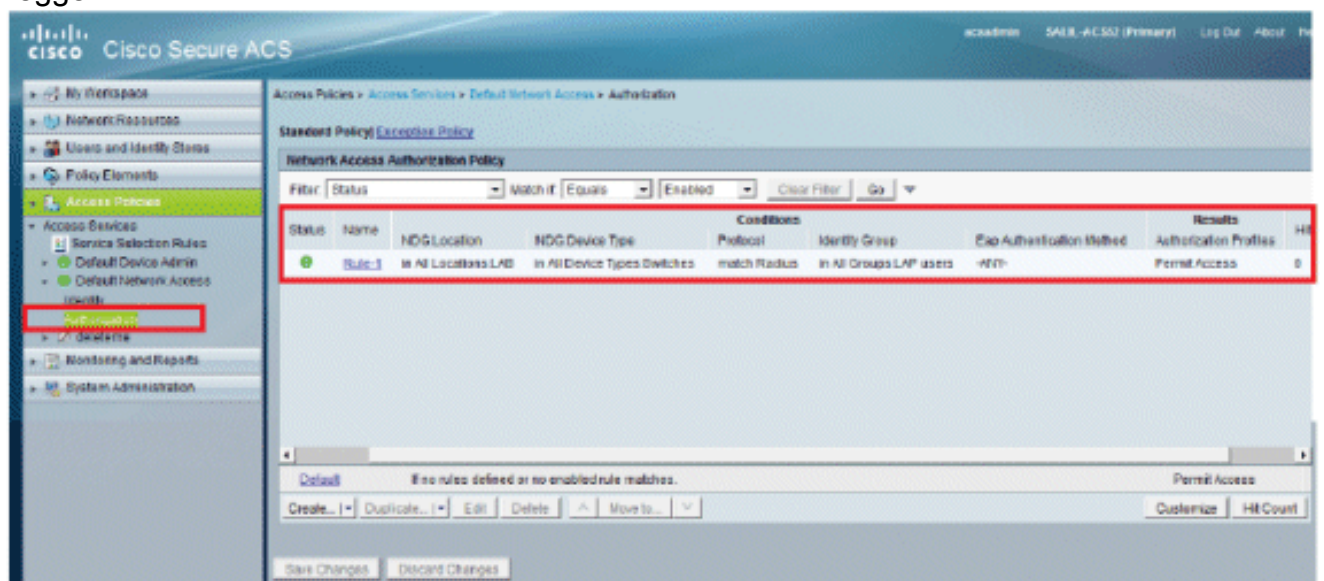 cisco Cisco Secure ACS
acsadmin SALIL-ACS52 (Primary) Log Out About
My Workspace
Network Resources
Users and Identity Stores
Policy Elements
Access Policies
Access Services
Service Selection Rules
Default Device Admin
Default Network Access
Identity
Authorization
deleteme
Monitoring and Reports
System Administration
Access Policies > Access Services > Default Network Access > Authorization
Standard Policy| Exception Policy
Network Access Authorization Policy
Filter: Status Match if: Equals Enabled Clear Filter Go
Conditions Results
Status Name NDG:Location NDG:Device Type Protocol Identity Group Eap Authentication Method Authorization Profiles
Rule-1 in All Locations:LAB in All Device Types:Switches match Radius in All Groups:LAP users -ANY- Permit Access 0
Default If no rules defined or no enabled rule matches. Permit Access
Create... Duplicate... Edit Delete Move to... Customize Hit Count
Save Changes Discard Changes